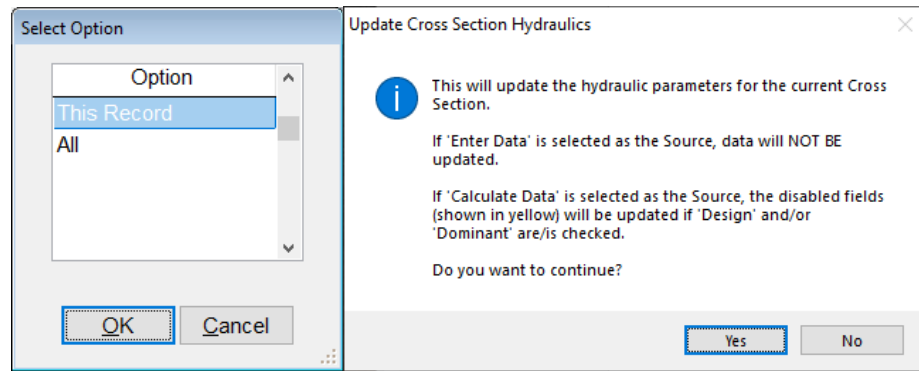 Select Option
Option
This Record
All
OK
Cancel
Update Cross Section Hydraulics
This will update the hydraulic parameters for the current Cross
Section.
If 'Enter Data' is selected as the Source, data will NOT BE
updated.
If 'Calculate Data' is selected as the Source, the disabled fields
(shown in yellow) will be updated if 'Design' and/or
'Dominant' are/is checked.
Do you want to continue?
Yes
No